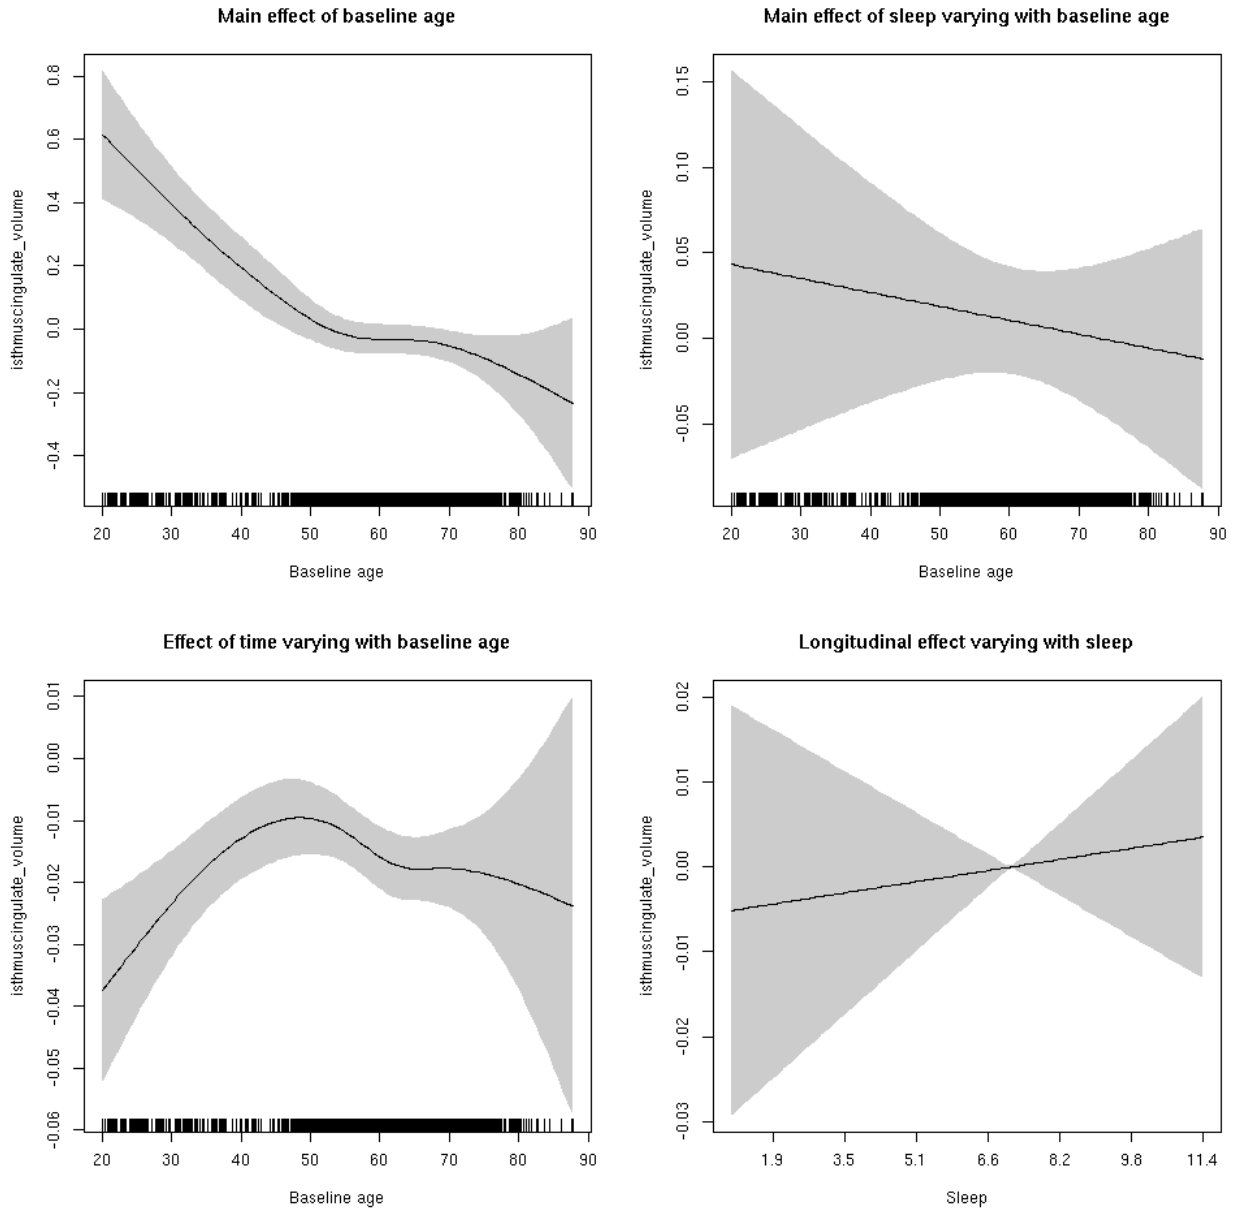 Main effect of baseline age
isthmuscingulate_volume
0.8
0.6
0.4
0.2
0.0
-0.2
-0.4
20 30 40 50 60 70 80 90
Baseline age
Main effect of sleep varying with baseline age
isthmuscingulate_volume
0.15
0.10
0.05
0.00
-0.05
20 30 40 50 60 70 80 90
Baseline age
Effect of time varying with baseline age
isthmuscingulate_volume
0.01
0.00
-0.01
-0.02
-0.03
-0.04
-0.05
-0.06
20 30 40 50 60 70 80 90
Baseline age
Longitudinal effect varying with sleep
isthmuscingulate_volume
0.02
0.01
0.00
-0.01
-0.02
-0.03
1.9 3.5 5.1 6.6 8.2 9.8 11.4
Sleep